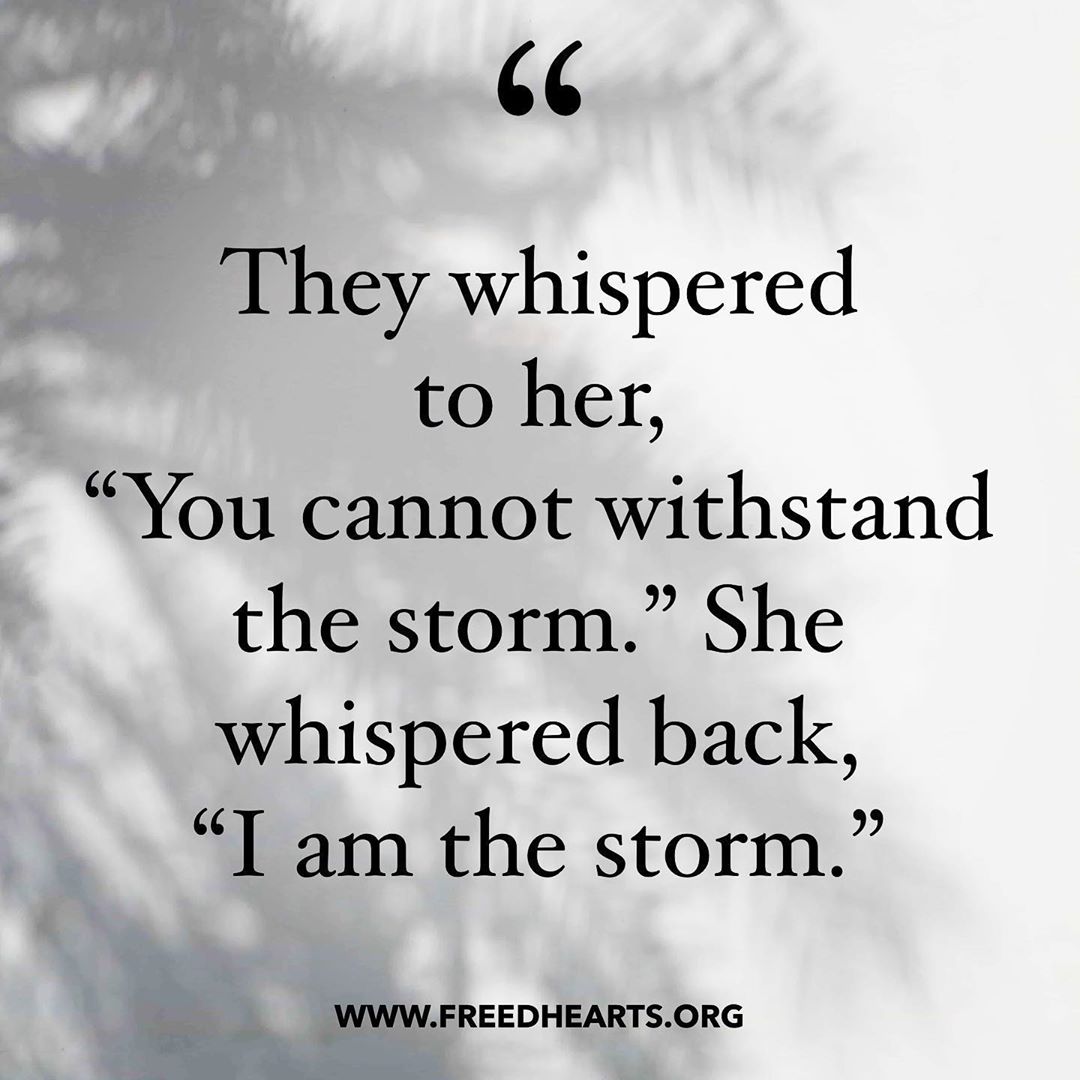 “
They whispered
to her,
“You cannot withstand
the storm.” She
whispered back,
“I am the storm.”
WWW.FREEDHEARTS.ORG